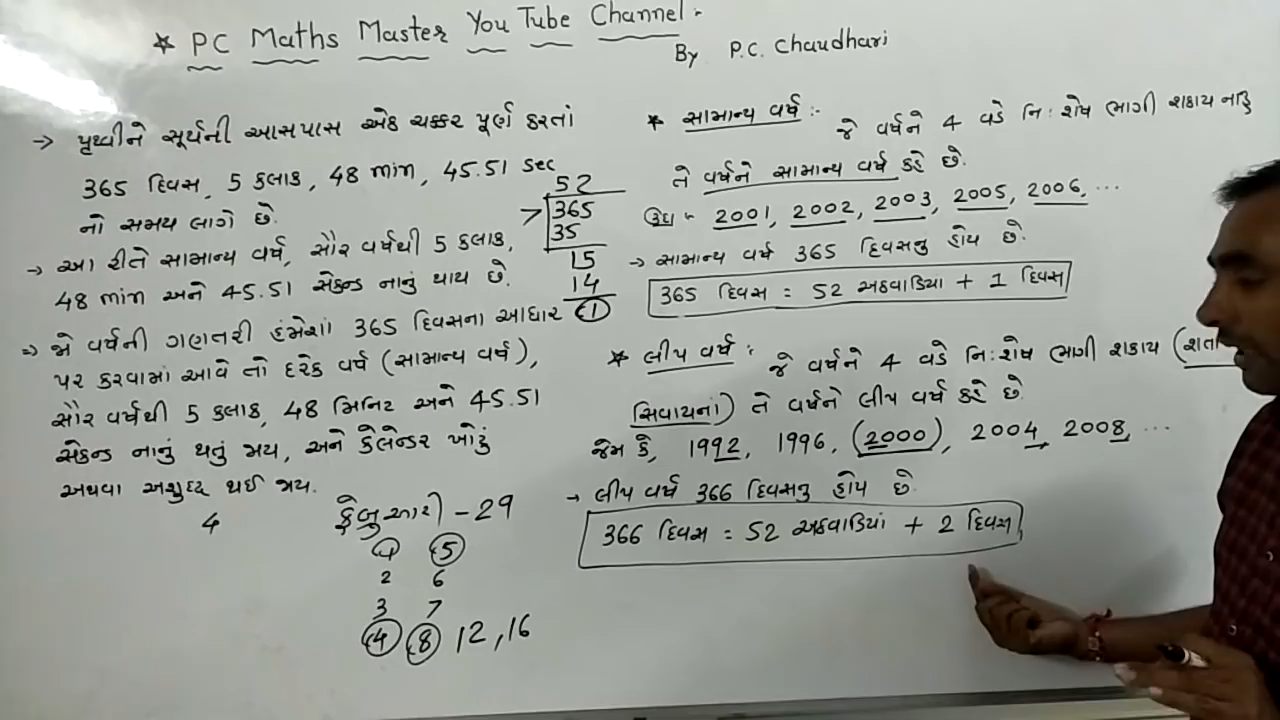 * PC Maths Master You Tube Channel :-
By P.C. Chaudhari
→ પૃથ્વીને સૂર્યની આસપાસ એક ચક્કર પૂર્ણ કરતાં
365 દિવસ, 5 કલાક, 48 min, 45.51 sec
નો સમય લાગે છે.
→ આ રીતે સામાન્ય વર્ષ, સૌર વર્ષથી 5 કલાક,
48 min અને 45.51 સેકન્ડ નાનું થાય છે.
⇒ જો વર્ષની ગણતરી હંમેશાં 365 દિવસના આધાર
પર કરવામાં આવે તો દરેક વર્ષ (સામાન્ય વર્ષ),
સૌર વર્ષથી 5 કલાક, 48 મિનિટ અને 45.51
સેકન્ડ નાનું થતું જાય, અને કેલેન્ડર ખોટું
અથવા અશુદ્ધ થઈ જાય.
4
ફેબ્રુઆરી - 29
1 5
2 6
3 7
4 8 12, 16
52
7 365
35
15
14
1
* સામાન્ય વર્ષ :- જે વર્ષને 4 વડે નિઃશેષ ભાગી શકાય નહિ
તે વર્ષને સામાન્ય વર્ષ કહે છે.
ઉદા :- 2001, 2002, 2003, 2005, 2006, ...
→ સામાન્ય વર્ષ 365 દિવસનુ હોય છે.
365 દિવસ = 52 અઠવાડિયા + 1 દિવસ
* લીપ વર્ષ : જે વર્ષને 4 વડે નિઃશેષ ભાગી શકાય
સિવાયનાં) તે વર્ષને લીપ વર્ષ કહે છે
જેમ કે, 1992, 1996, (2000), 2004, 2008, ...
→ લીપ વર્ષ 366 દિવસનુ હોય છે.
366 દિવસ = 52 અઠવાડિયાં + 2 દિવસ